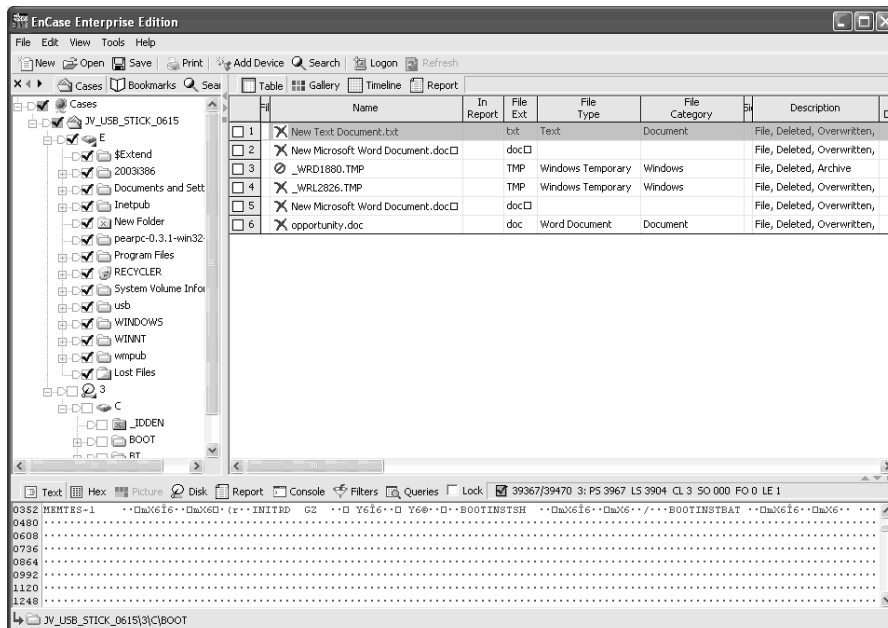 EnCase Enterprise Edition
File Edit View Tools Help
New Open Save Print Add Device Search Logon Refresh
Cases Bookmarks Sear Table Gallery Timeline Report
Cases
JV_USB_STICK_0615
E
$Extend
2003i386
Documents and Sett
Inetpub
New Folder
pearpc-0.3.1-win32-
Program Files
RECYCLER
System Volume Infor
usb
WINDOWS
WINNT
wmpub
Lost Files
3
C
_IDDEN
BOOT
BT
Name In Report File Ext File Type File Category Description
1 New Text Document.txt txt Text Document File, Deleted, Overwritten,
2 New Microsoft Word Document.doc□ doc□ File, Deleted, Overwritten,
3 _WRD1880.TMP TMP Windows Temporary Windows File, Deleted, Archive
4 _WRL2826.TMP TMP Windows Temporary Windows File, Deleted, Overwritten,
5 New Microsoft Word Document.doc□ doc□ File, Deleted, Overwritten,
6 opportunity.doc doc Word Document Document File, Deleted, Overwritten,
Text Hex Picture Disk Report Console Filters Queries Lock 39367/39470 3: PS 3967 LS 3904 CL 3 SO 000 FO 0 LE 1
0352 MEMTES~1 INITRD GZ BOOTINSTSH BOOTINSTBAT
0480
0608
0736
0864
0992
1120
1248
JV_USB_STICK_0615\3\C\BOOT